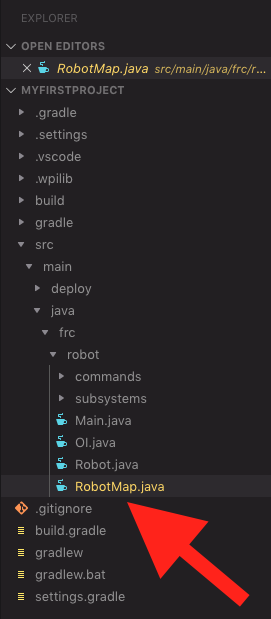 EXPLORER
OPEN EDITORS
RobotMap.java src/main/java/frc/r...
MYFIRSTPROJECT
.gradle
.settings
.vscode
.wpilib
build
gradle
src
main
deploy
java
frc
robot
commands
subsystems
Main.java
OI.java
Robot.java
RobotMap.java
.gitignore
build.gradle
gradlew
gradlew.bat
settings.gradle